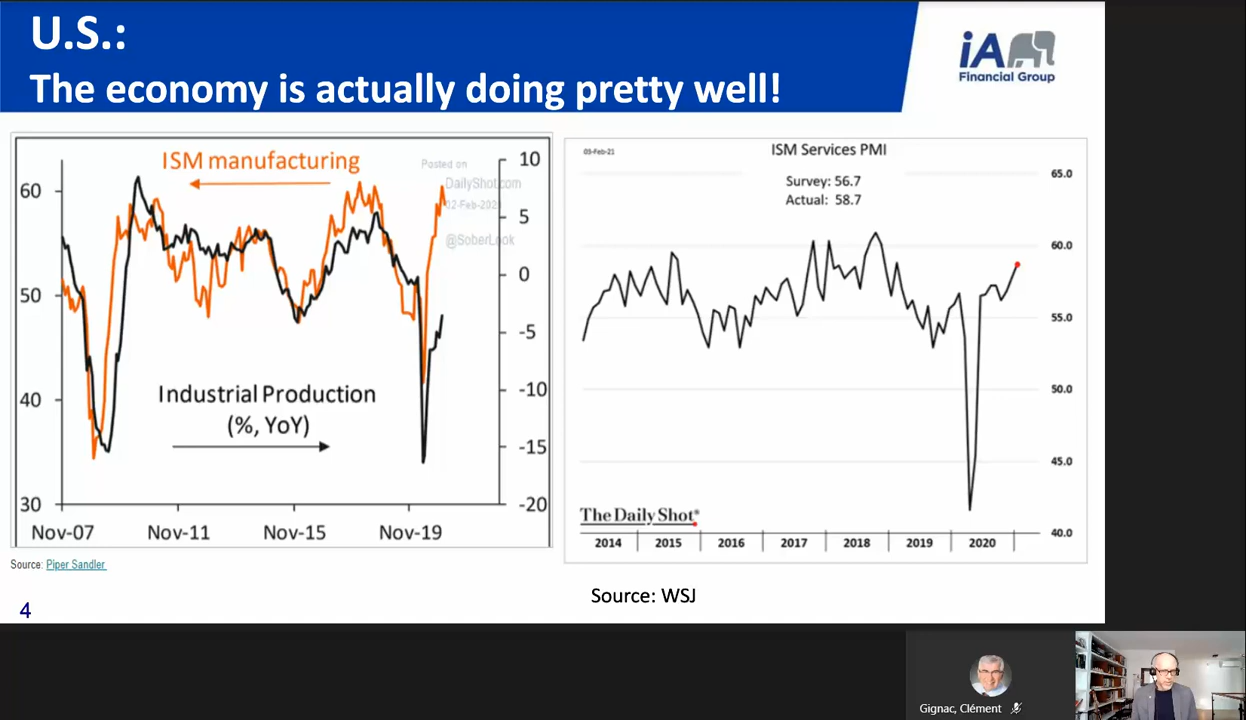 U.S.:
The economy is actually doing pretty well!
iA
Financial Group
ISM manufacturing
Posted on
DailyShot.com
02-Feb-202
@SoberLook
60
50
40
30
10
5
0
-5
-10
-15
-20
Industrial Production
(%, YoY)
Nov-07 Nov-11 Nov-15 Nov-19
Source: Piper Sandler
03-Feb-21
ISM Services PMI
Survey: 56.7
Actual: 58.7
65.0
60.0
55.0
50.0
45.0
40.0
The Daily Shot®
2014 2015 2016 2017 2018 2019 2020
Source: WSJ
4
Gignac, Clément